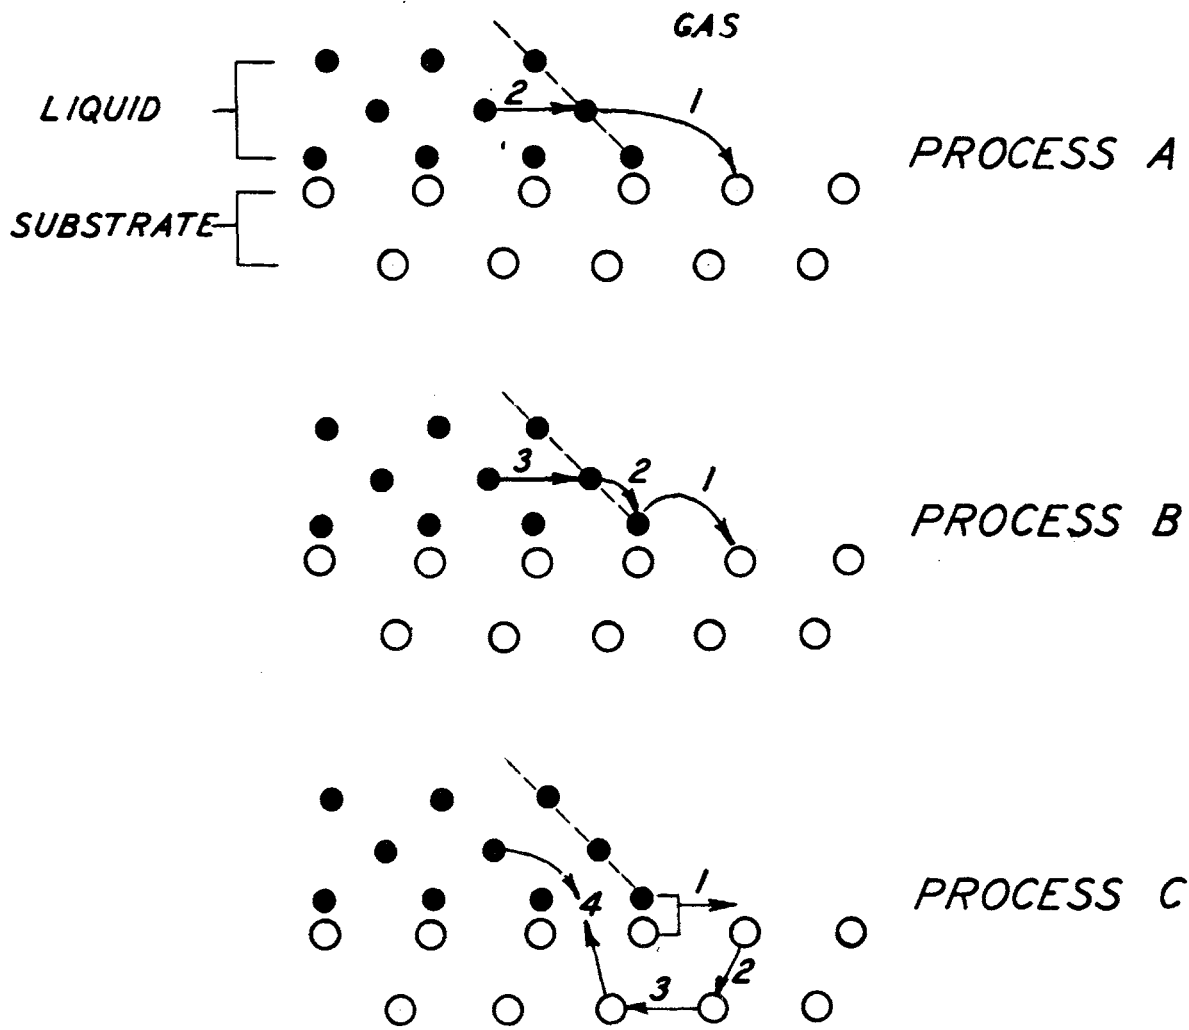 GAS
LIQUID
2
1
PROCESS A
SUBSTRATE
3
2
1
PROCESS B
1
PROCESS C
4
2
3